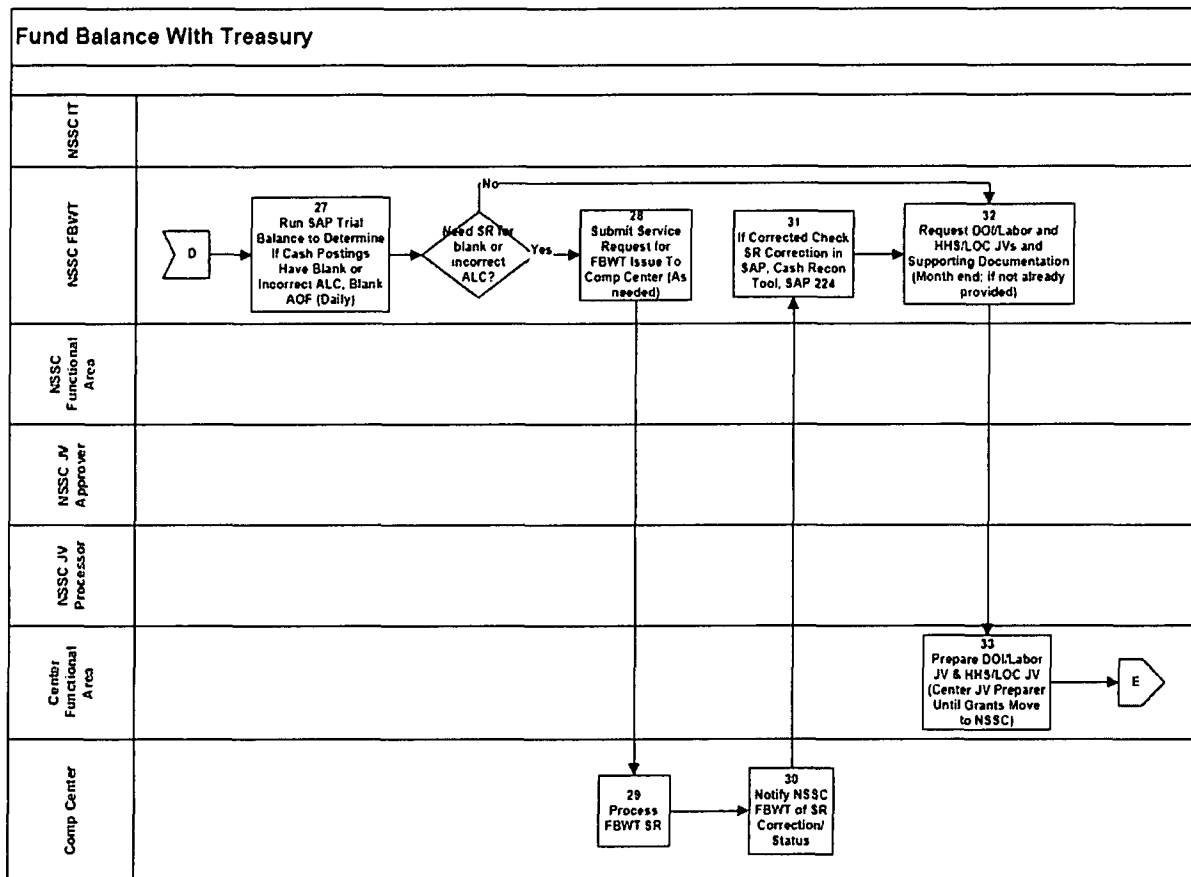 Fund Balance With Treasury
NSSC IT
NSSC FBWT
D
27
Run SAP Trial
Balance to Determine
If Cash Postings
Have Blank or
Incorrect ALC, Blank
AOF (Daily)
Need SR for
blank or
incorrect
ALC?
No
Yes
28
Submit Service
Request for
FBWT Issue To
Comp Center (As
needed)
31
If Corrected Check
SR Correction in
SAP, Cash Recon
Tool, SAP 224
32
Request DOI/Labor and
HHS/LOC JVs and
Supporting Documentation
(Month end; if not already
provided)
NSSC
Functional
Area
NSSC JV
Approver
NSSC JV
Processor
Center
Functional
Area
33
Prepare DOI/Labor
JV & HHS/LOC JV
(Center JV Preparer
Until Grants Move
to NSSC)
E
Comp Center
29
Process
FBWT SR
30
Notify NSSC
FBWT of SR
Correction/
Status